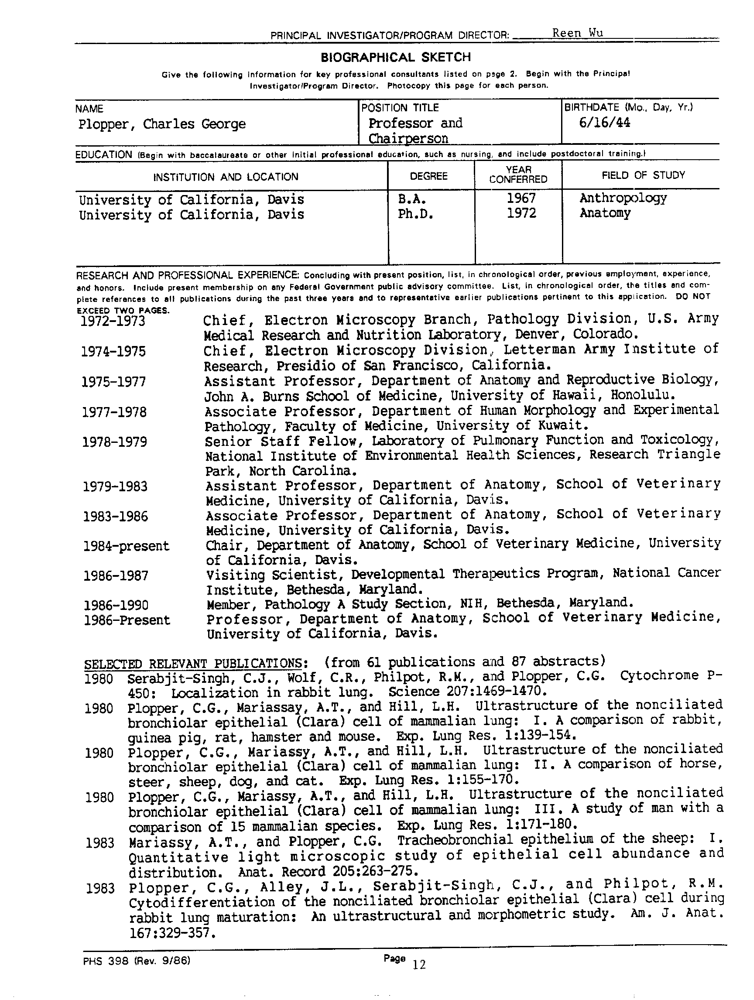 PRINCIPAL INVESTIGATOR/PROGRAM DIRECTOR: Reen Wu
BIOGRAPHICAL SKETCH
Give the following information for key professional consultants listed on page 2. Begin with the Principal
Investigator/Program Director. Photocopy this page for each person.
NAME POSITION TITLE BIRTHDATE (Mo., Day, Yr.)
Plopper, Charles George Professor and 6/16/44
Chairperson
EDUCATION (Begin with baccalaureate or other initial professional education, such as nursing, and include postdoctoral training.)
INSTITUTION AND LOCATION DEGREE YEAR CONFERRED FIELD OF STUDY
University of California, Davis B.A. 1967 Anthropology
University of California, Davis Ph.D. 1972 Anatomy
RESEARCH AND PROFESSIONAL EXPERIENCE: Concluding with present position, list, in chronological order, previous employment, experience,
and honors. Include present membership on any Federal Government public advisory committee. List, in chronological order, the titles and com-
plete references to all publications during the past three years and to representative earlier publications pertinent to this application. DO NOT
EXCEED TWO PAGES.
1972-1973 Chief, Electron Microscopy Branch, Pathology Division, U.S. Army
Medical Research and Nutrition Laboratory, Denver, Colorado.
1974-1975 Chief, Electron Microscopy Division, Letterman Army Institute of
Research, Presidio of San Francisco, California.
1975-1977 Assistant Professor, Department of Anatomy and Reproductive Biology,
John A. Burns School of Medicine, University of Hawaii, Honolulu.
1977-1978 Associate Professor, Department of Human Morphology and Experimental
Pathology, Faculty of Medicine, University of Kuwait.
1978-1979 Senior Staff Fellow, Laboratory of Pulmonary Function and Toxicology,
National Institute of Environmental Health Sciences, Research Triangle
Park, North Carolina.
1979-1983 Assistant Professor, Department of Anatomy, School of Veterinary
Medicine, University of California, Davis.
1983-1986 Associate Professor, Department of Anatomy, School of Veterinary
Medicine, University of California, Davis.
1984-present Chair, Department of Anatomy, School of Veterinary Medicine, University
of California, Davis.
1986-1987 Visiting Scientist, Developmental Therapeutics Program, National Cancer
Institute, Bethesda, Maryland.
1986-1990 Member, Pathology A Study Section, NIH, Bethesda, Maryland.
1986-Present Professor, Department of Anatomy, School of Veterinary Medicine,
University of California, Davis.
SELECTED RELEVANT PUBLICATIONS: (from 61 publications and 87 abstracts)
1980 Serabjit-Singh, C.J., Wolf, C.R., Philpot, R.M., and Plopper, C.G. Cytochrome P-
450: Localization in rabbit lung. Science 207:1469-1470.
1980 Plopper, C.G., Mariassay, A.T., and Hill, L.H. Ultrastructure of the nonciliated
bronchiolar epithelial (Clara) cell of mammalian lung: I. A comparison of rabbit,
guinea pig, rat, hamster and mouse. Exp. Lung Res. 1:139-154.
1980 Plopper, C.G., Mariassy, A.T., and Hill, L.H. Ultrastructure of the nonciliated
bronchiolar epithelial (Clara) cell of mammalian lung: II. A comparison of horse,
steer, sheep, dog, and cat. Exp. Lung Res. 1:155-170.
1980 Plopper, C.G., Mariassy, A.T., and Hill, L.H. Ultrastructure of the nonciliated
bronchiolar epithelial (Clara) cell of mammalian lung: III. A study of man with a
comparison of 15 mammalian species. Exp. Lung Res. 1:171-180.
1983 Mariassy, A.T., and Plopper, C.G. Tracheobronchial epithelium of the sheep: I.
Quantitative light microscopic study of epithelial cell abundance and
distribution. Anat. Record 205:263-275.
1983 Plopper, C.G., Alley, J.L., Serabjit-Singh, C.J., and Philpot, R.M.
Cytodifferentiation of the nonciliated bronchiolar epithelial (Clara) cell during
rabbit lung maturation: An ultrastructural and morphometric study. Am. J. Anat.
167:329-357.
PHS 398 (Rev. 9/86) Page 12